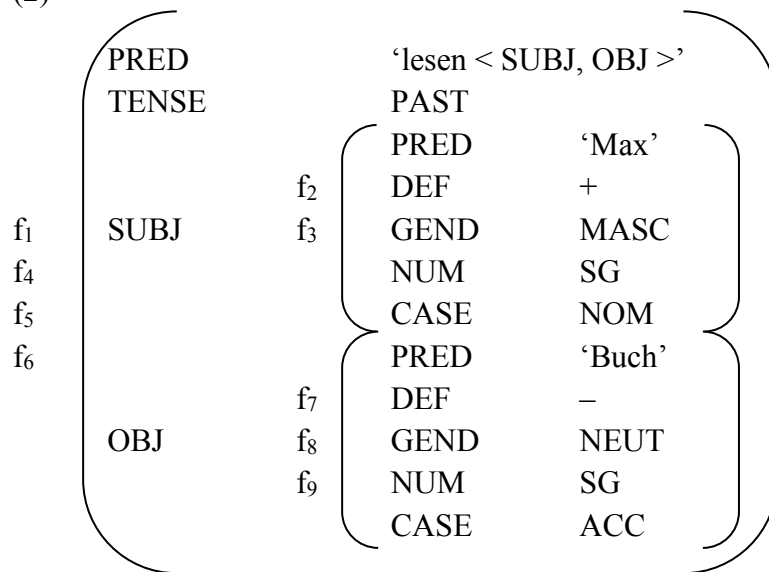 (2)
PRED ‘lesen < SUBJ, OBJ >’
TENSE PAST
PRED ‘Max’
f₂ DEF +
f₁ SUBJ f₃ GEND MASC
f₄ NUM SG
f₅ CASE NOM
f₆ PRED ‘Buch’
f₇ DEF –
OBJ f₈ GEND NEUT
f₉ NUM SG
CASE ACC